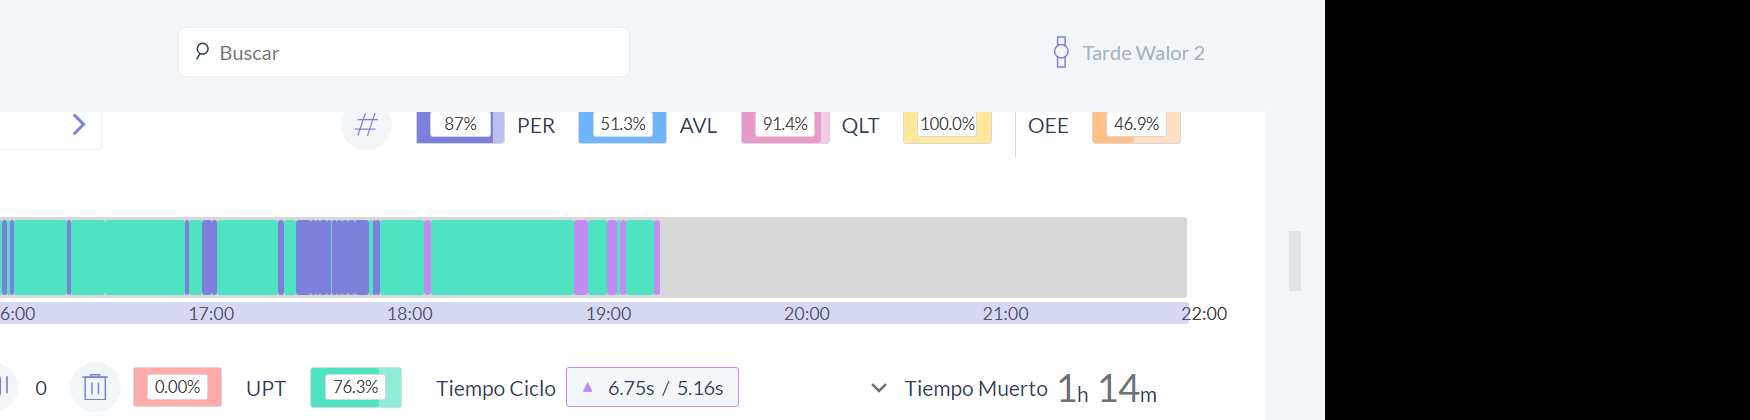 Buscar
Tarde Walor 2
# 87% PER 51.3% AVL 91.4% QLT 100.0% OEE 46.9%
6:00 17:00 18:00 19:00 20:00 21:00 22:00
0 0.00% UPT 76.3% Tiempo Ciclo 6.75s / 5.16s Tiempo Muerto 1h 14m